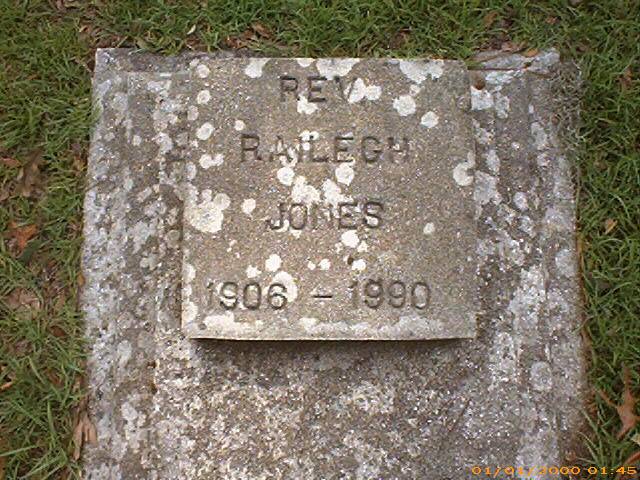 REV
RAILEGH
JONES
1906 - 1990
01/01/2000 01:45